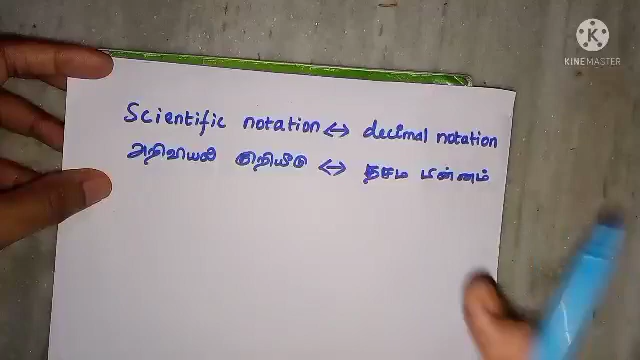 KINEMASTER
Scientific notation ↔ decimal notation
அறிவியல் குறியீடு ↔ தசம பின்னம்